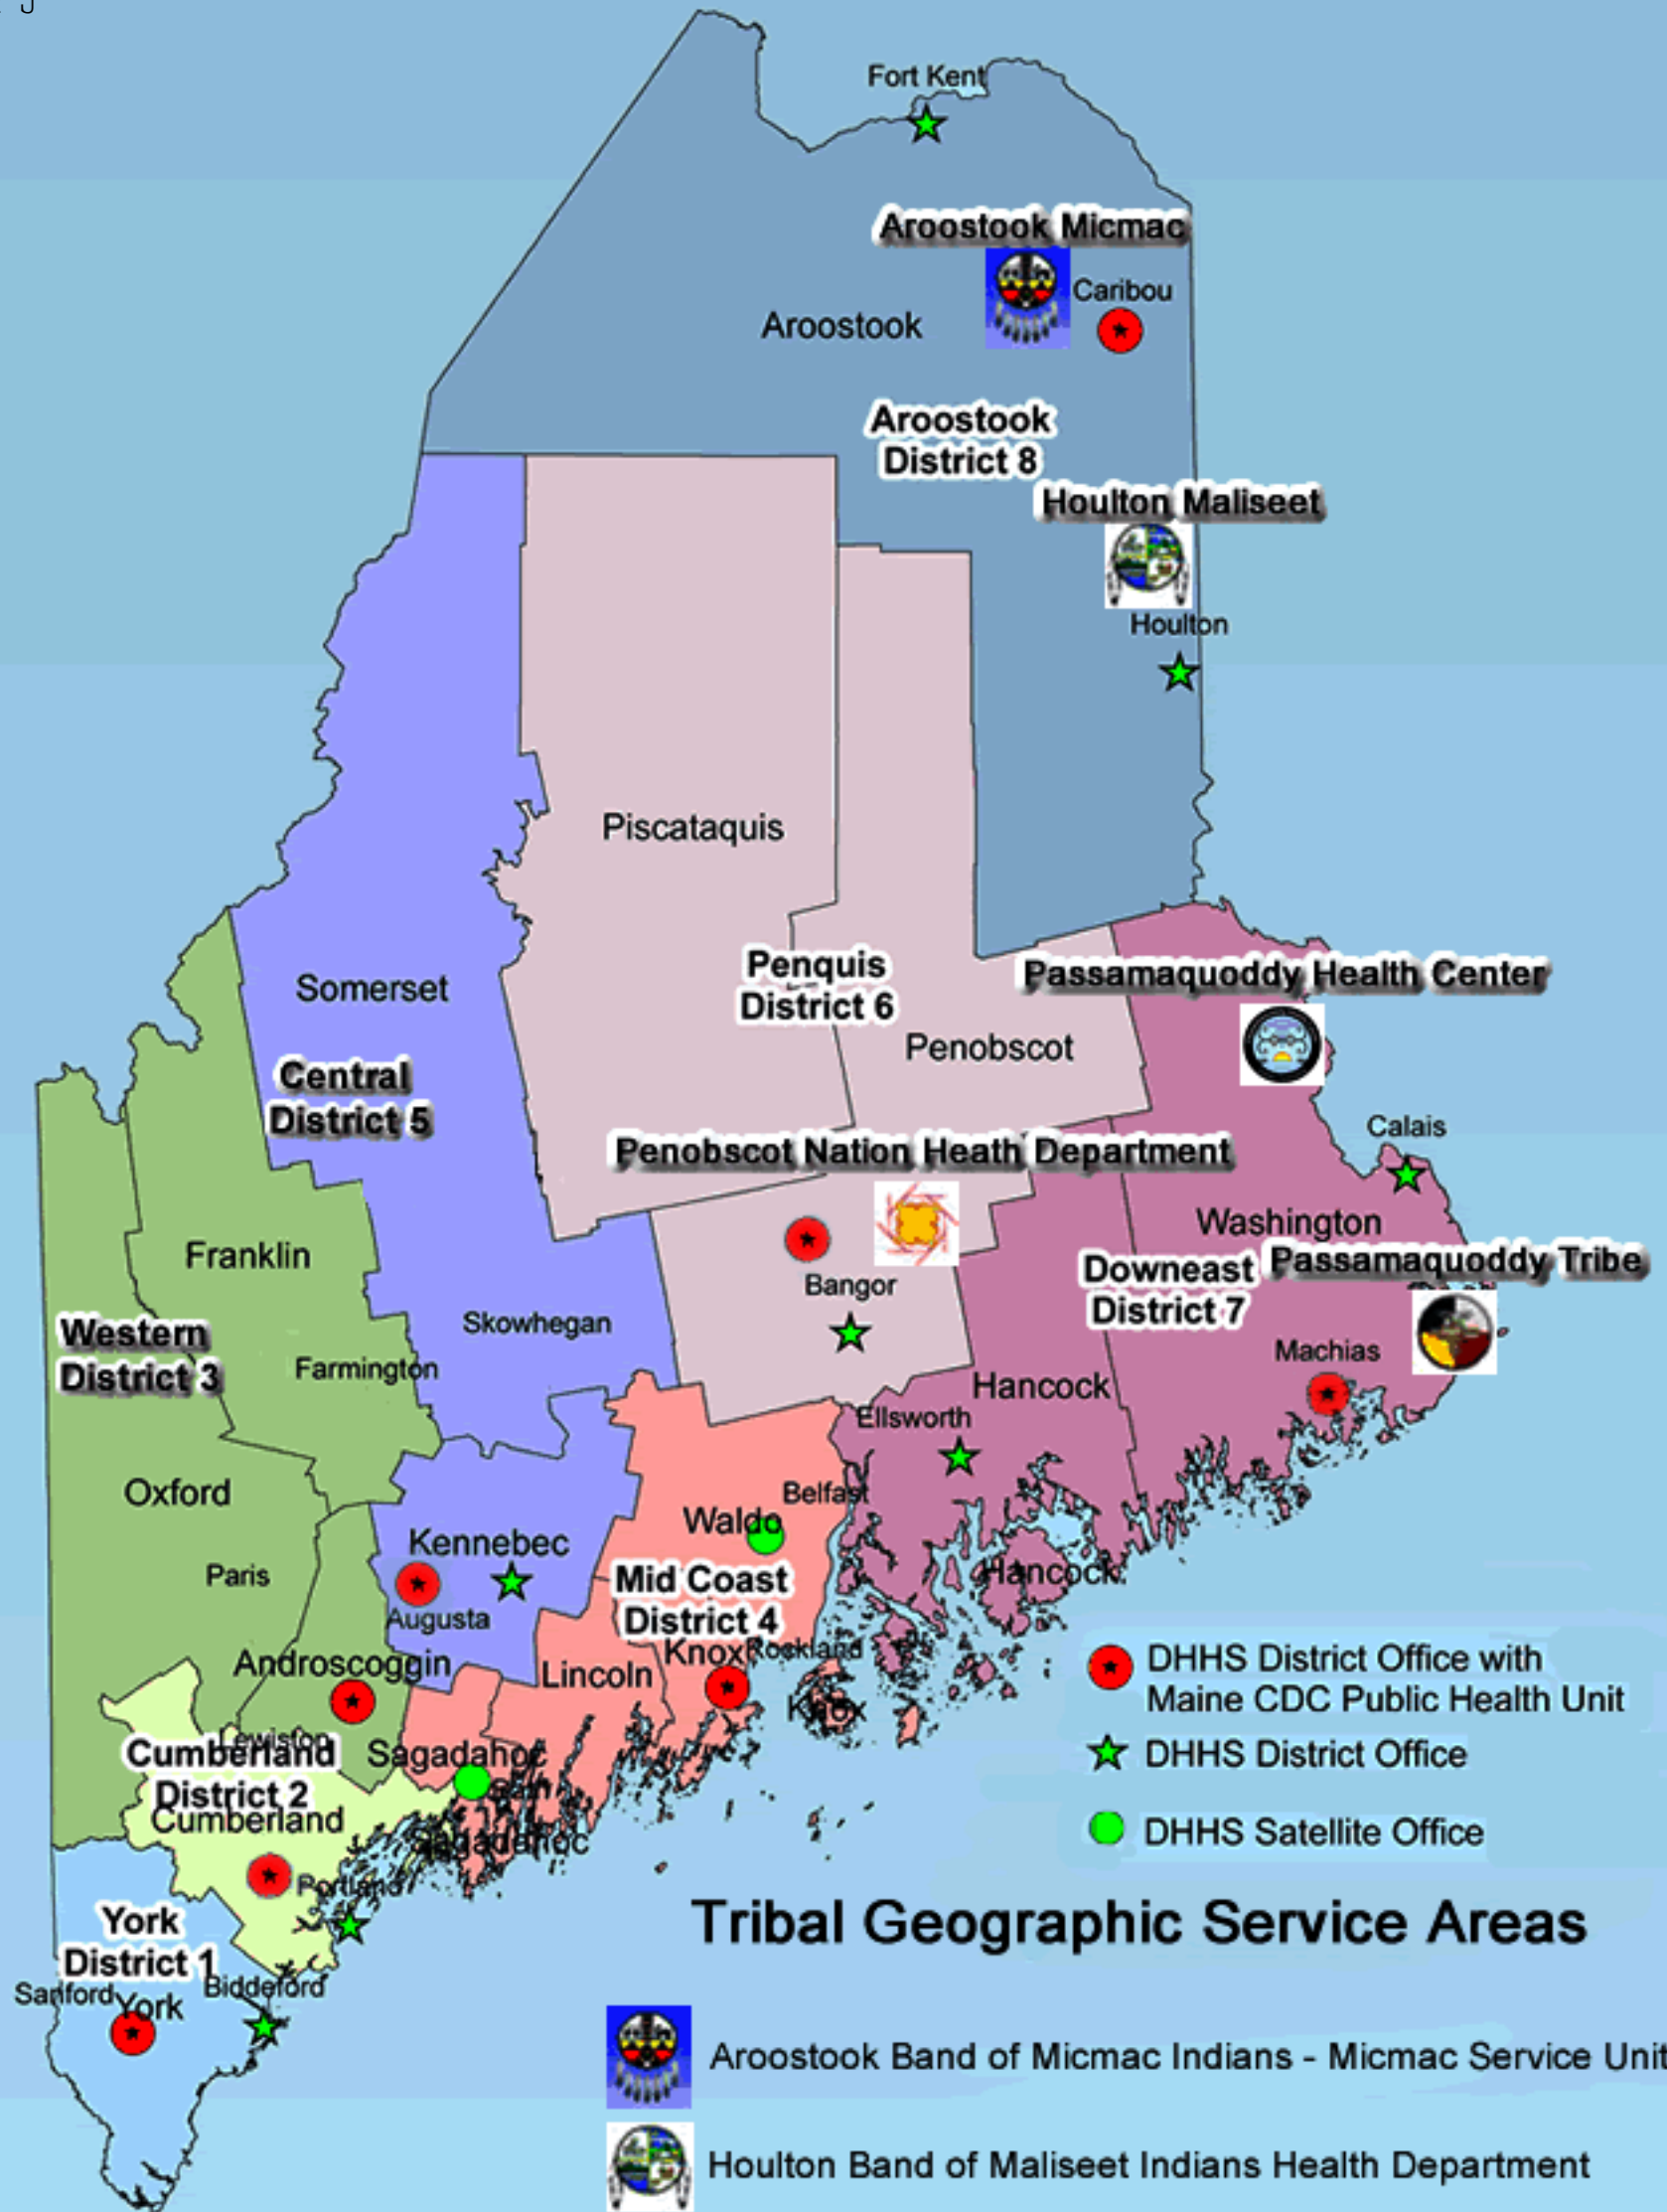 Fort Kent
Aroostook Micmac
Caribou
Aroostook
Aroostook
District 8
Houlton Maliseet
Houlton
Piscataquis
Penquis
District 6
Passamaquoddy Health Center
Somerset
Penobscot
Central
District 5
Calais
Penobscot Nation Heath Department
Washington
Franklin
Downeast
District 7
Passamaquoddy Tribe
Bangor
Skowhegan
Western
District 3
Machias
Farmington
Hancock
Ellsworth
Oxford
Belfast
Waldo
Kennebec
Paris
Mid Coast
District 4
Hancock
Augusta
Knox
Rockland
Androscoggin
Lincoln
Knox
Lewiston
Cumberland
District 2
Sagadahoc
Cumberland
Bath
Sagadahoc
Portland
York
District 1
Sanford
York
Biddeford
DHHS District Office with
Maine CDC Public Health Unit
DHHS District Office
DHHS Satellite Office
Tribal Geographic Service Areas
Aroostook Band of Micmac Indians - Micmac Service Unit
Houlton Band of Maliseet Indians Health Department